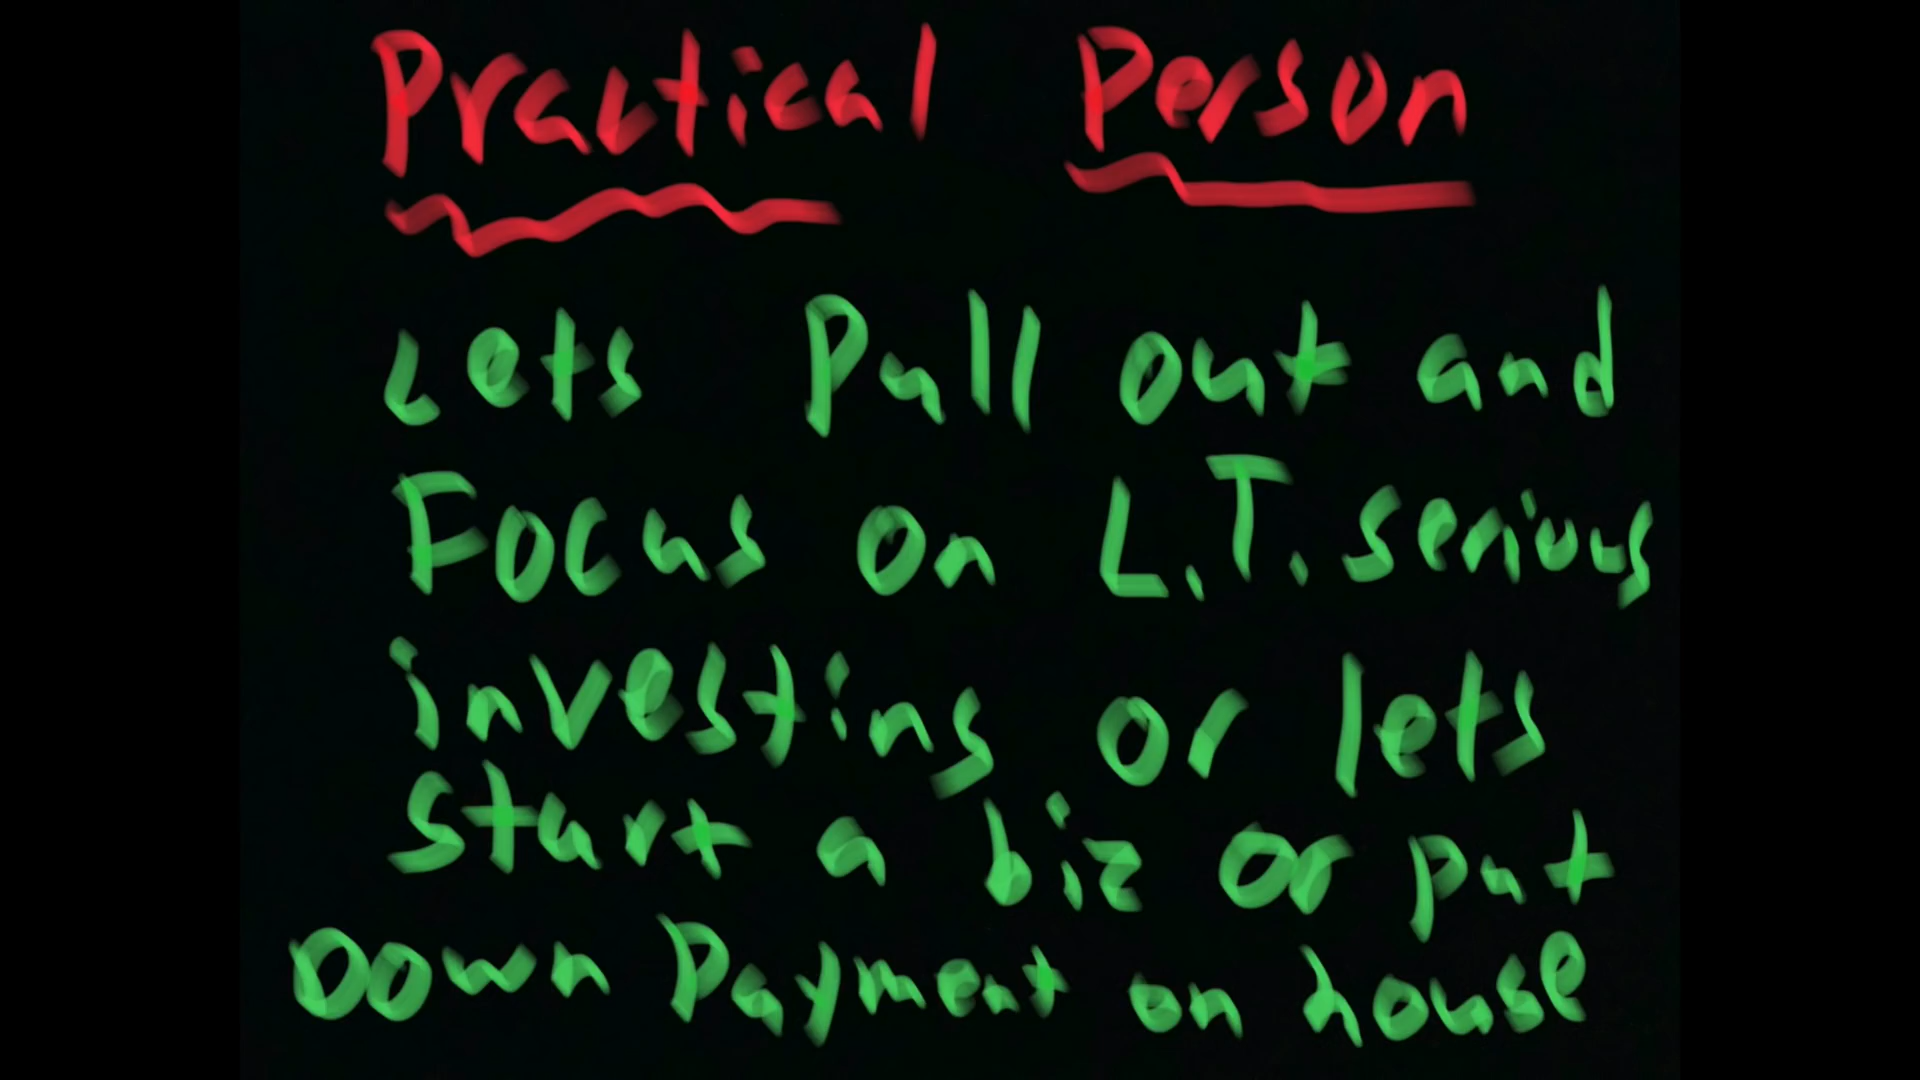 Practical Person
Lets Pull out and
Focus on L.T. serious
investing or lets
start a biz or put
Down Payment on house